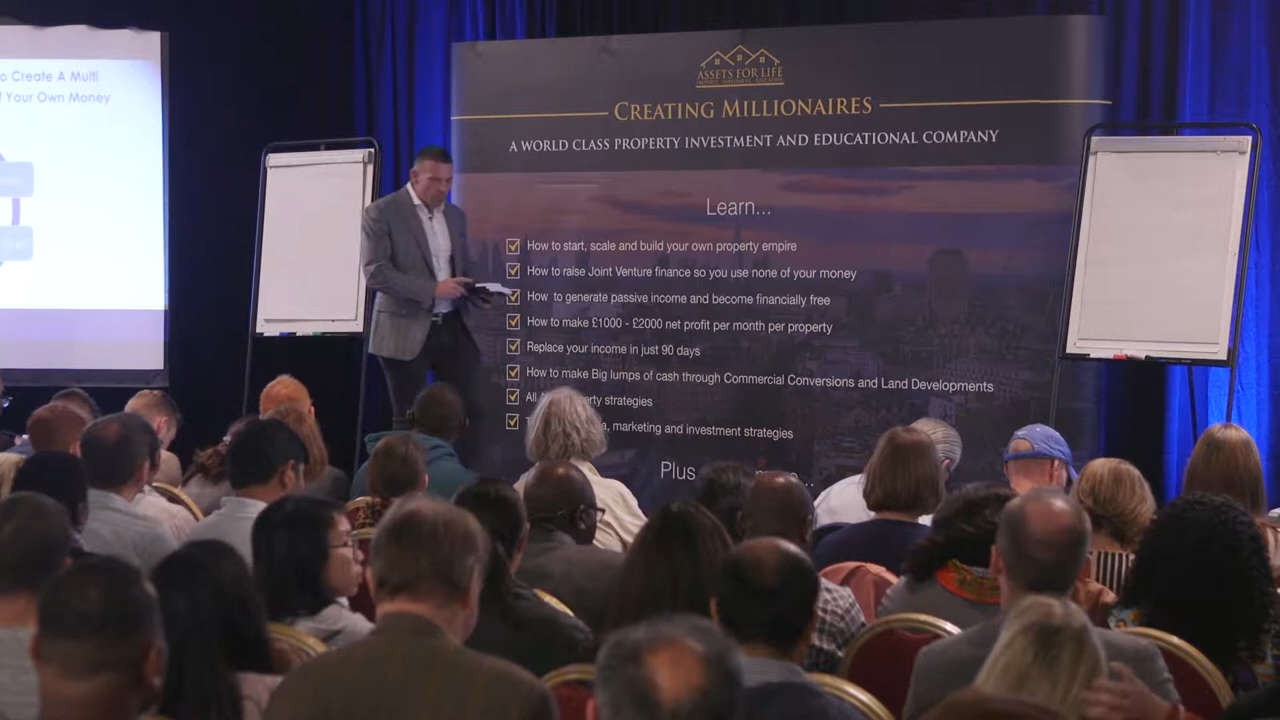 o Create A Multi
f Your Own Money
ASSETS FOR LIFE
CREATING MILLIONAIRES
A WORLD CLASS PROPERTY INVESTMENT AND EDUCATIONAL COMPANY
Learn...
How to start, scale and build your own property empire
How to raise Joint Venture finance so you use none of your money
How to generate passive income and become financially free
How to make £1000 - £2000 net profit per month per property
Replace your income in just 90 days
How to make Big lumps of cash through Commercial Conversions and Land Developments
All erty strategies
a, marketing and investment strategies
Plus